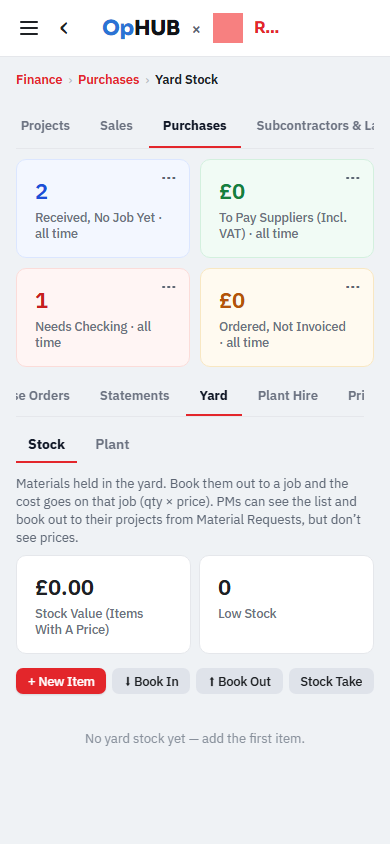 OpHUB × R...
Finance › Purchases › Yard Stock
Projects Sales Purchases Subcontractors & La
2
Received, No Job Yet ·
all time
£0
To Pay Suppliers (Incl.
VAT) · all time
1
Needs Checking · all
time
£0
Ordered, Not Invoiced
· all time
se Orders Statements Yard Plant Hire Pri
Stock Plant
Materials held in the yard. Book them out to a job and the
cost goes on that job (qty × price). PMs can see the list and
book out to their projects from Material Requests, but don't
see prices.
£0.00
Stock Value (Items
With A Price)
0
Low Stock
+ New Item ⬇ Book In ⬆ Book Out Stock Take
No yard stock yet — add the first item.